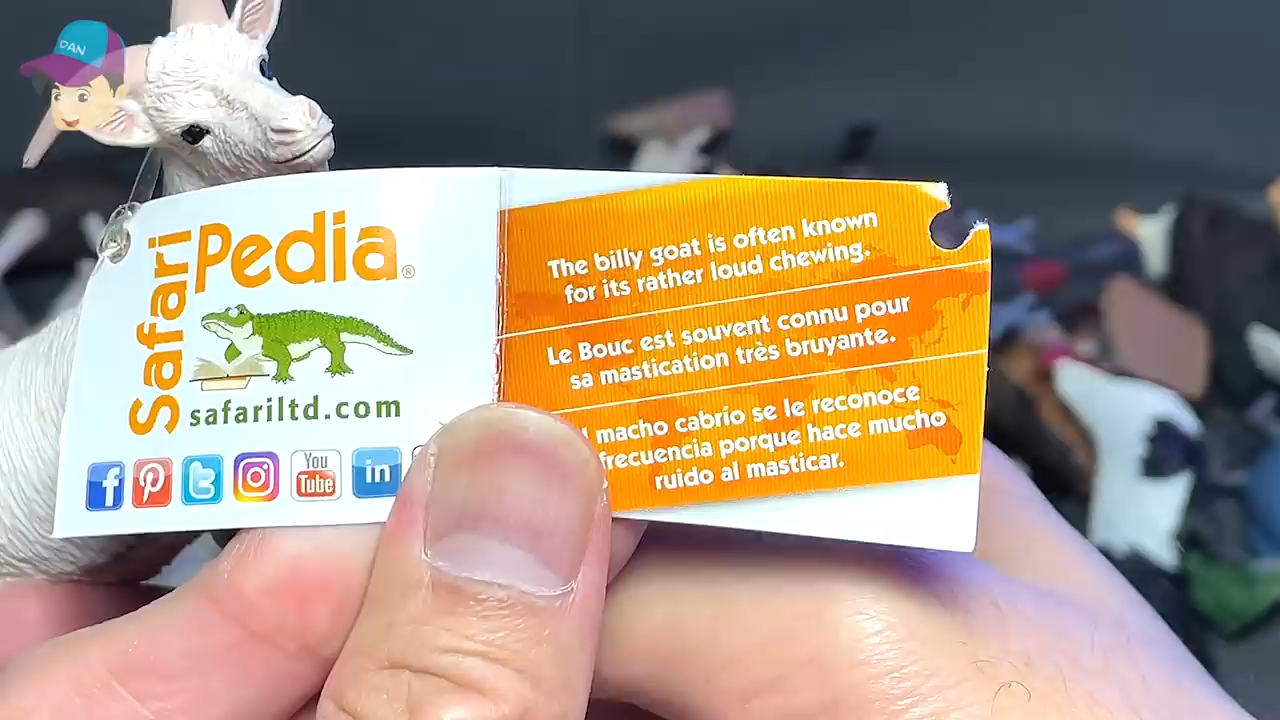 DAN
Safari
Pedia®
safariltd.com
You
Tube
in
The billy goat is often known
for its rather loud chewing.
Le Bouc est souvent connu pour
sa mastication très bruyante.
macho cabrío se le reconoce
frecuencia porque hace mucho
ruido al masticar.